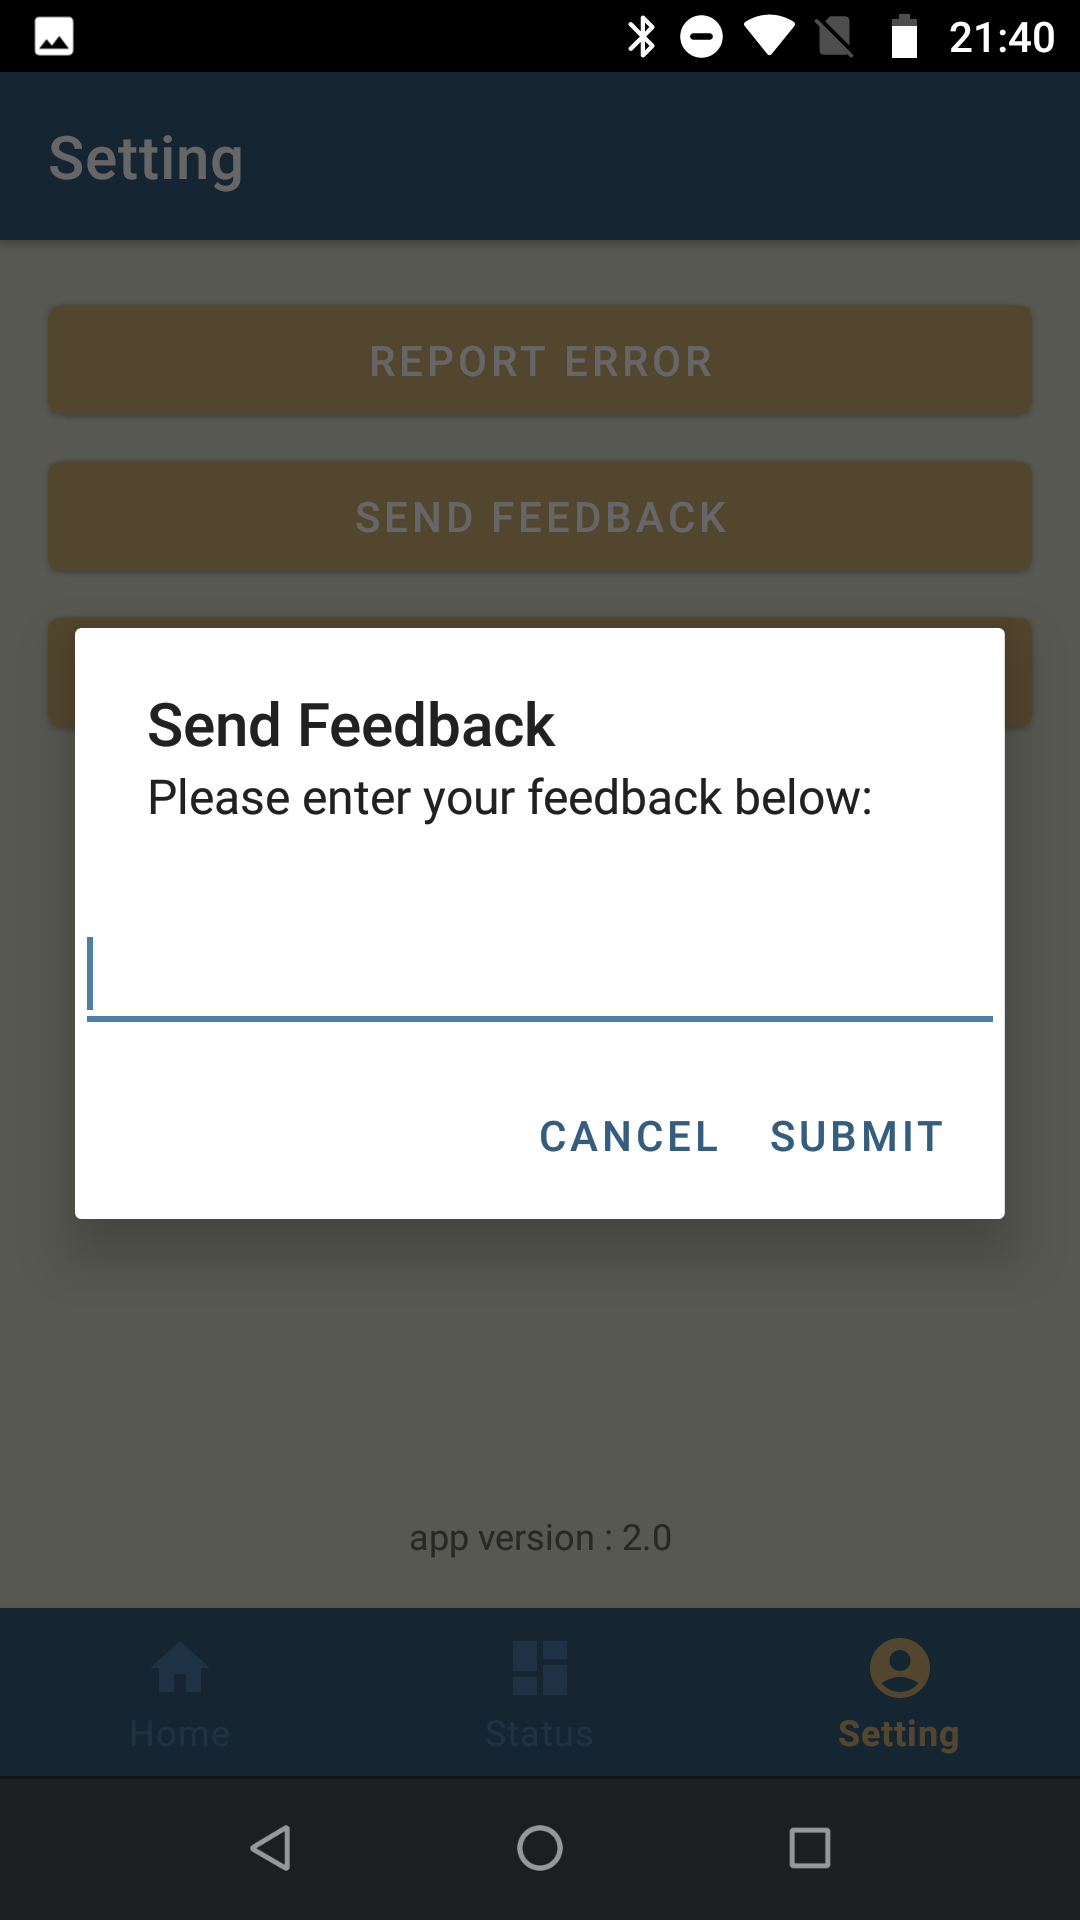 21:40
Setting
REPORT ERROR
SEND FEEDBACK
Send Feedback
Please enter your feedback below:
CANCEL SUBMIT
app version : 2.0
Home Status Setting